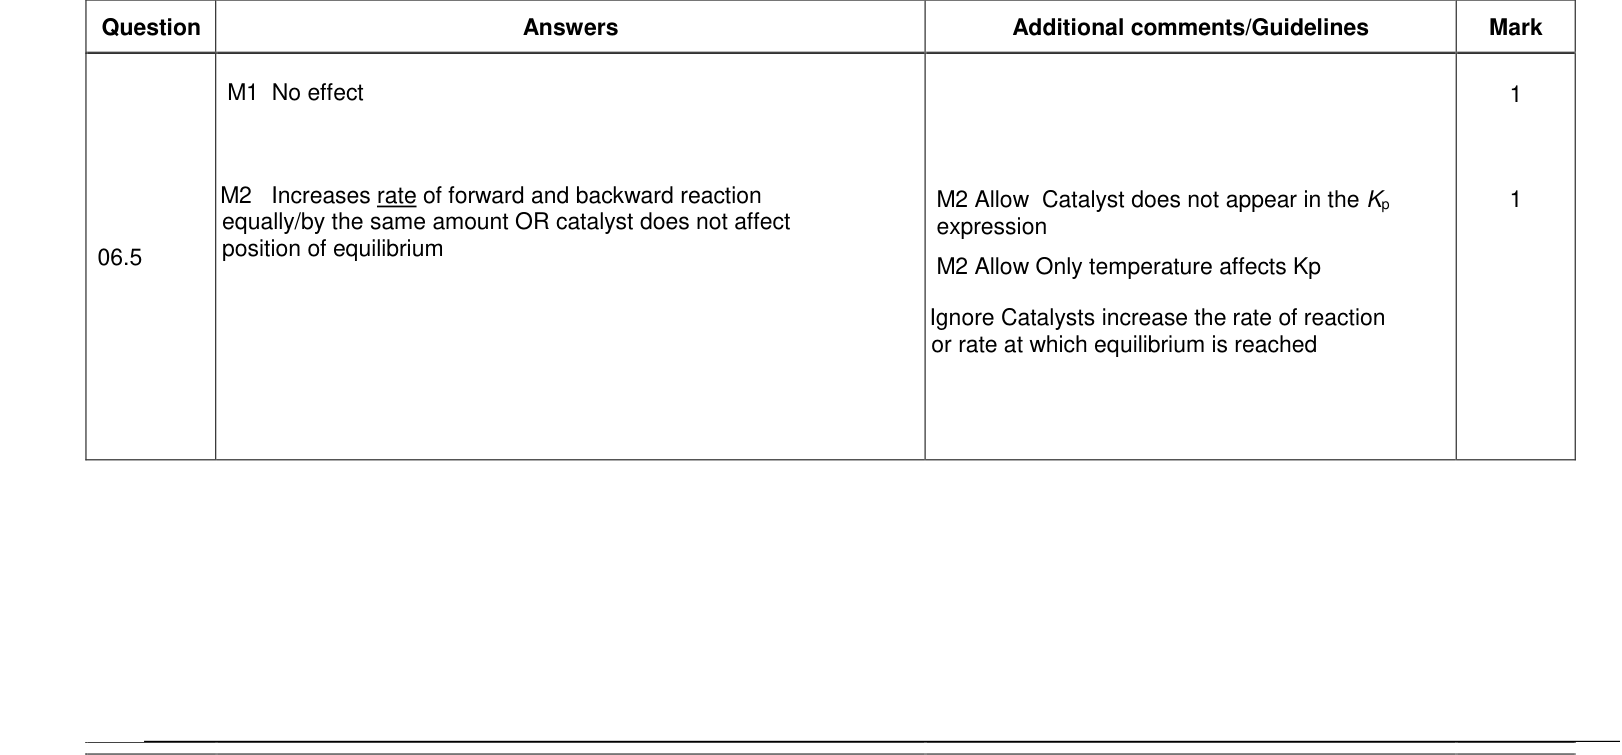 Question Answers Additional comments/Guidelines Mark
M1 No effect 1
M2 Increases rate of forward and backward reaction
equally/by the same amount OR catalyst does not affect
position of equilibrium
M2 Allow Catalyst does not appear in the Kp
expression
1
06.5
M2 Allow Only temperature affects Kp
Ignore Catalysts increase the rate of reaction
or rate at which equilibrium is reached